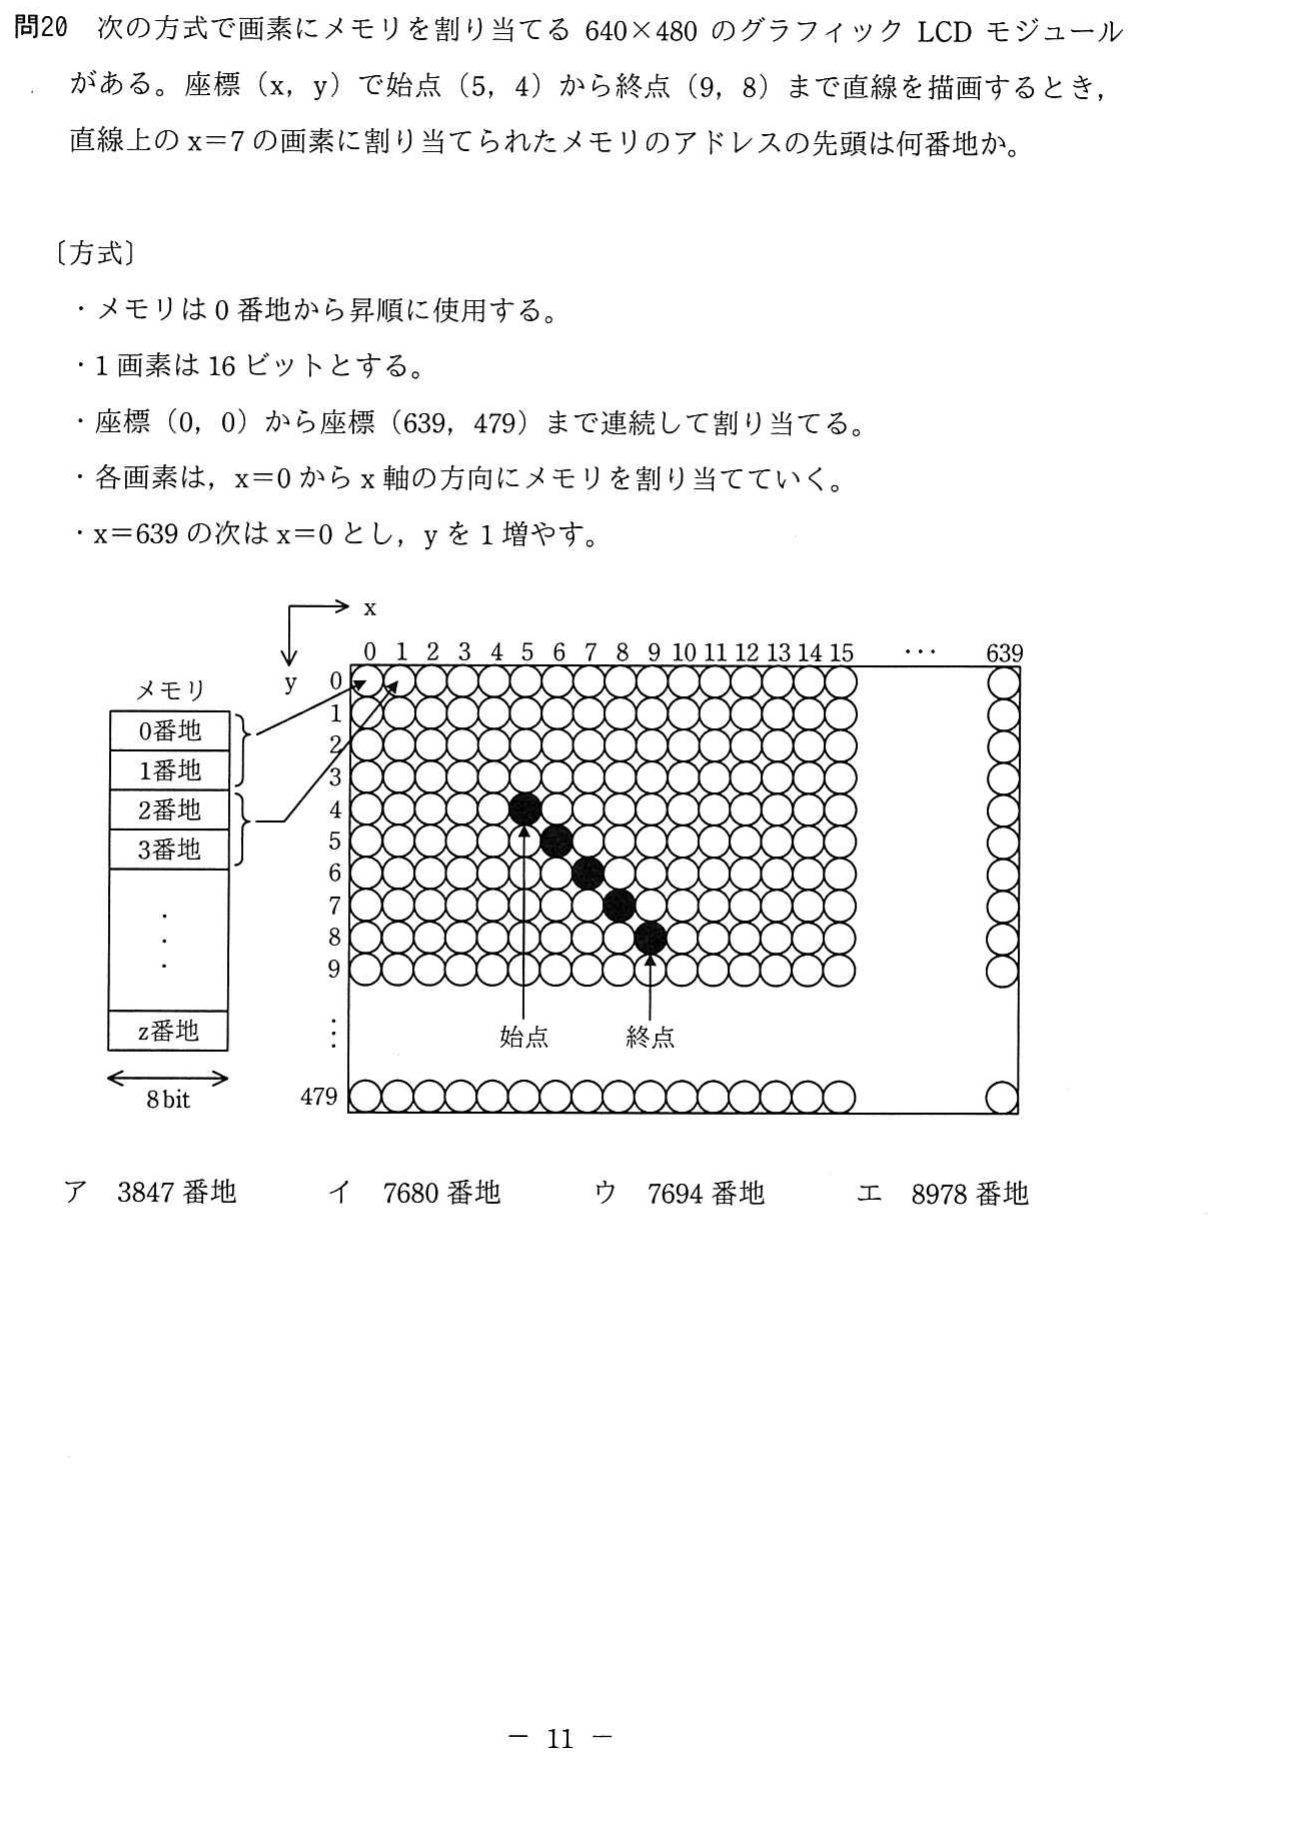 問20 次の方式で画素にメモリを割り当てる 640×480 のグラフィック LCD モジュール
がある。座標（x，y）で始点（5，4）から終点（9，8）まで直線を描画するとき，
直線上の x＝7 の画素に割り当てられたメモリのアドレスの先頭は何番地か。
〔方式〕
・メモリは 0 番地から昇順に使用する。
・1 画素は 16 ビットとする。
・座標（0，0）から座標（639，479）まで連続して割り当てる。
・各画素は，x＝0 から x 軸の方向にメモリを割り当てていく。
・x＝639 の次は x＝0 とし，y を 1 増やす。
x
0 1 2 3 4 5 6 7 8 9 10 11 12 13 14 15 … 639
y
メモリ
0番地
1番地
2番地
3番地
⋮
z番地
8bit
0
1
2
3
4
5
6
7
8
9
⋮
479
始点 終点
ア 3847 番地 イ 7680 番地 ウ 7694 番地 エ 8978 番地
－ 11 －